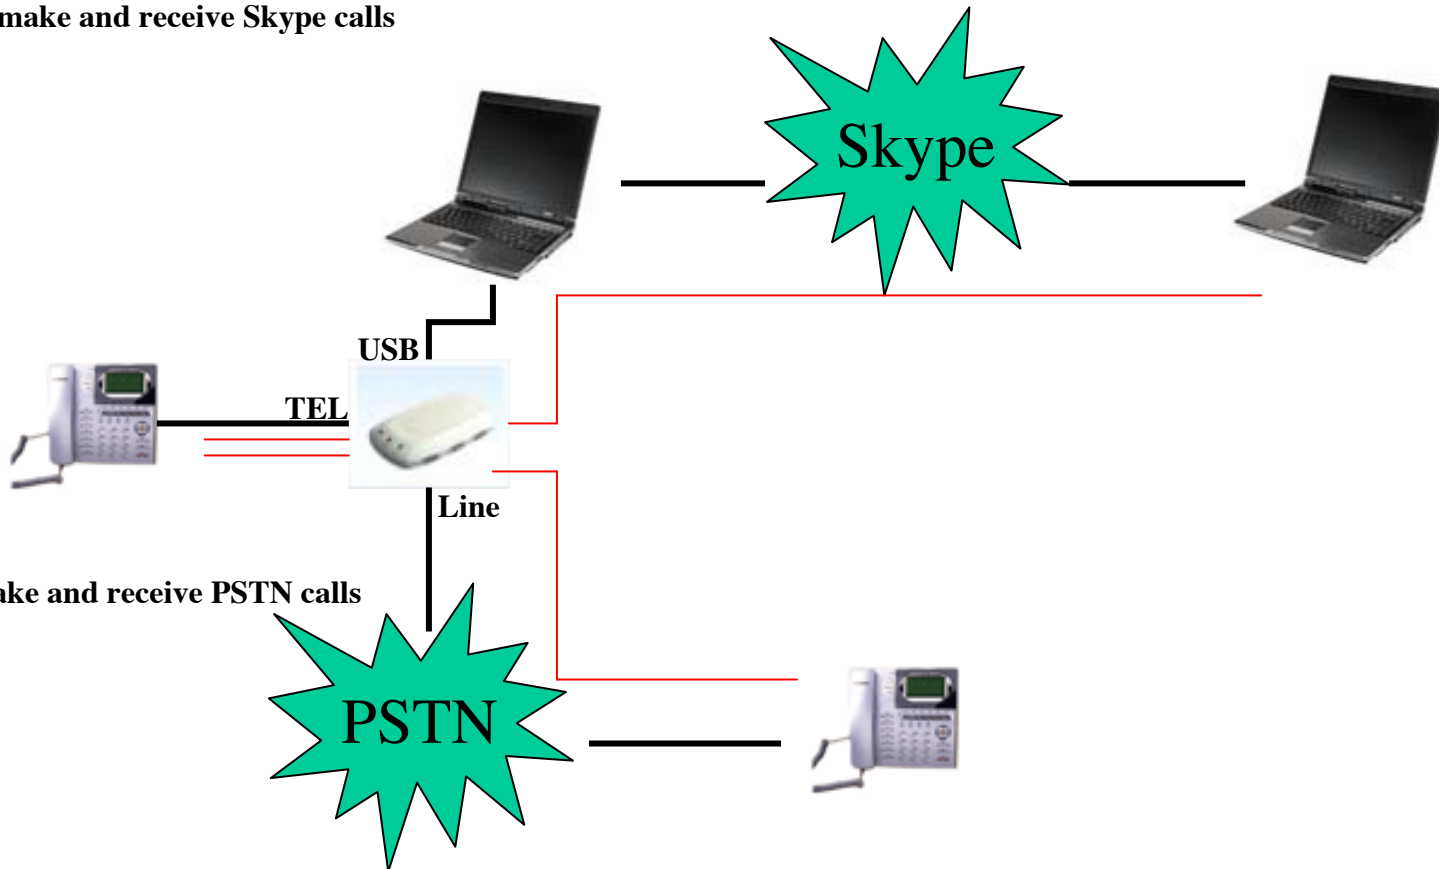 make and receive Skype calls
Skype
USB
TEL
Line
ake and receive PSTN calls
PSTN